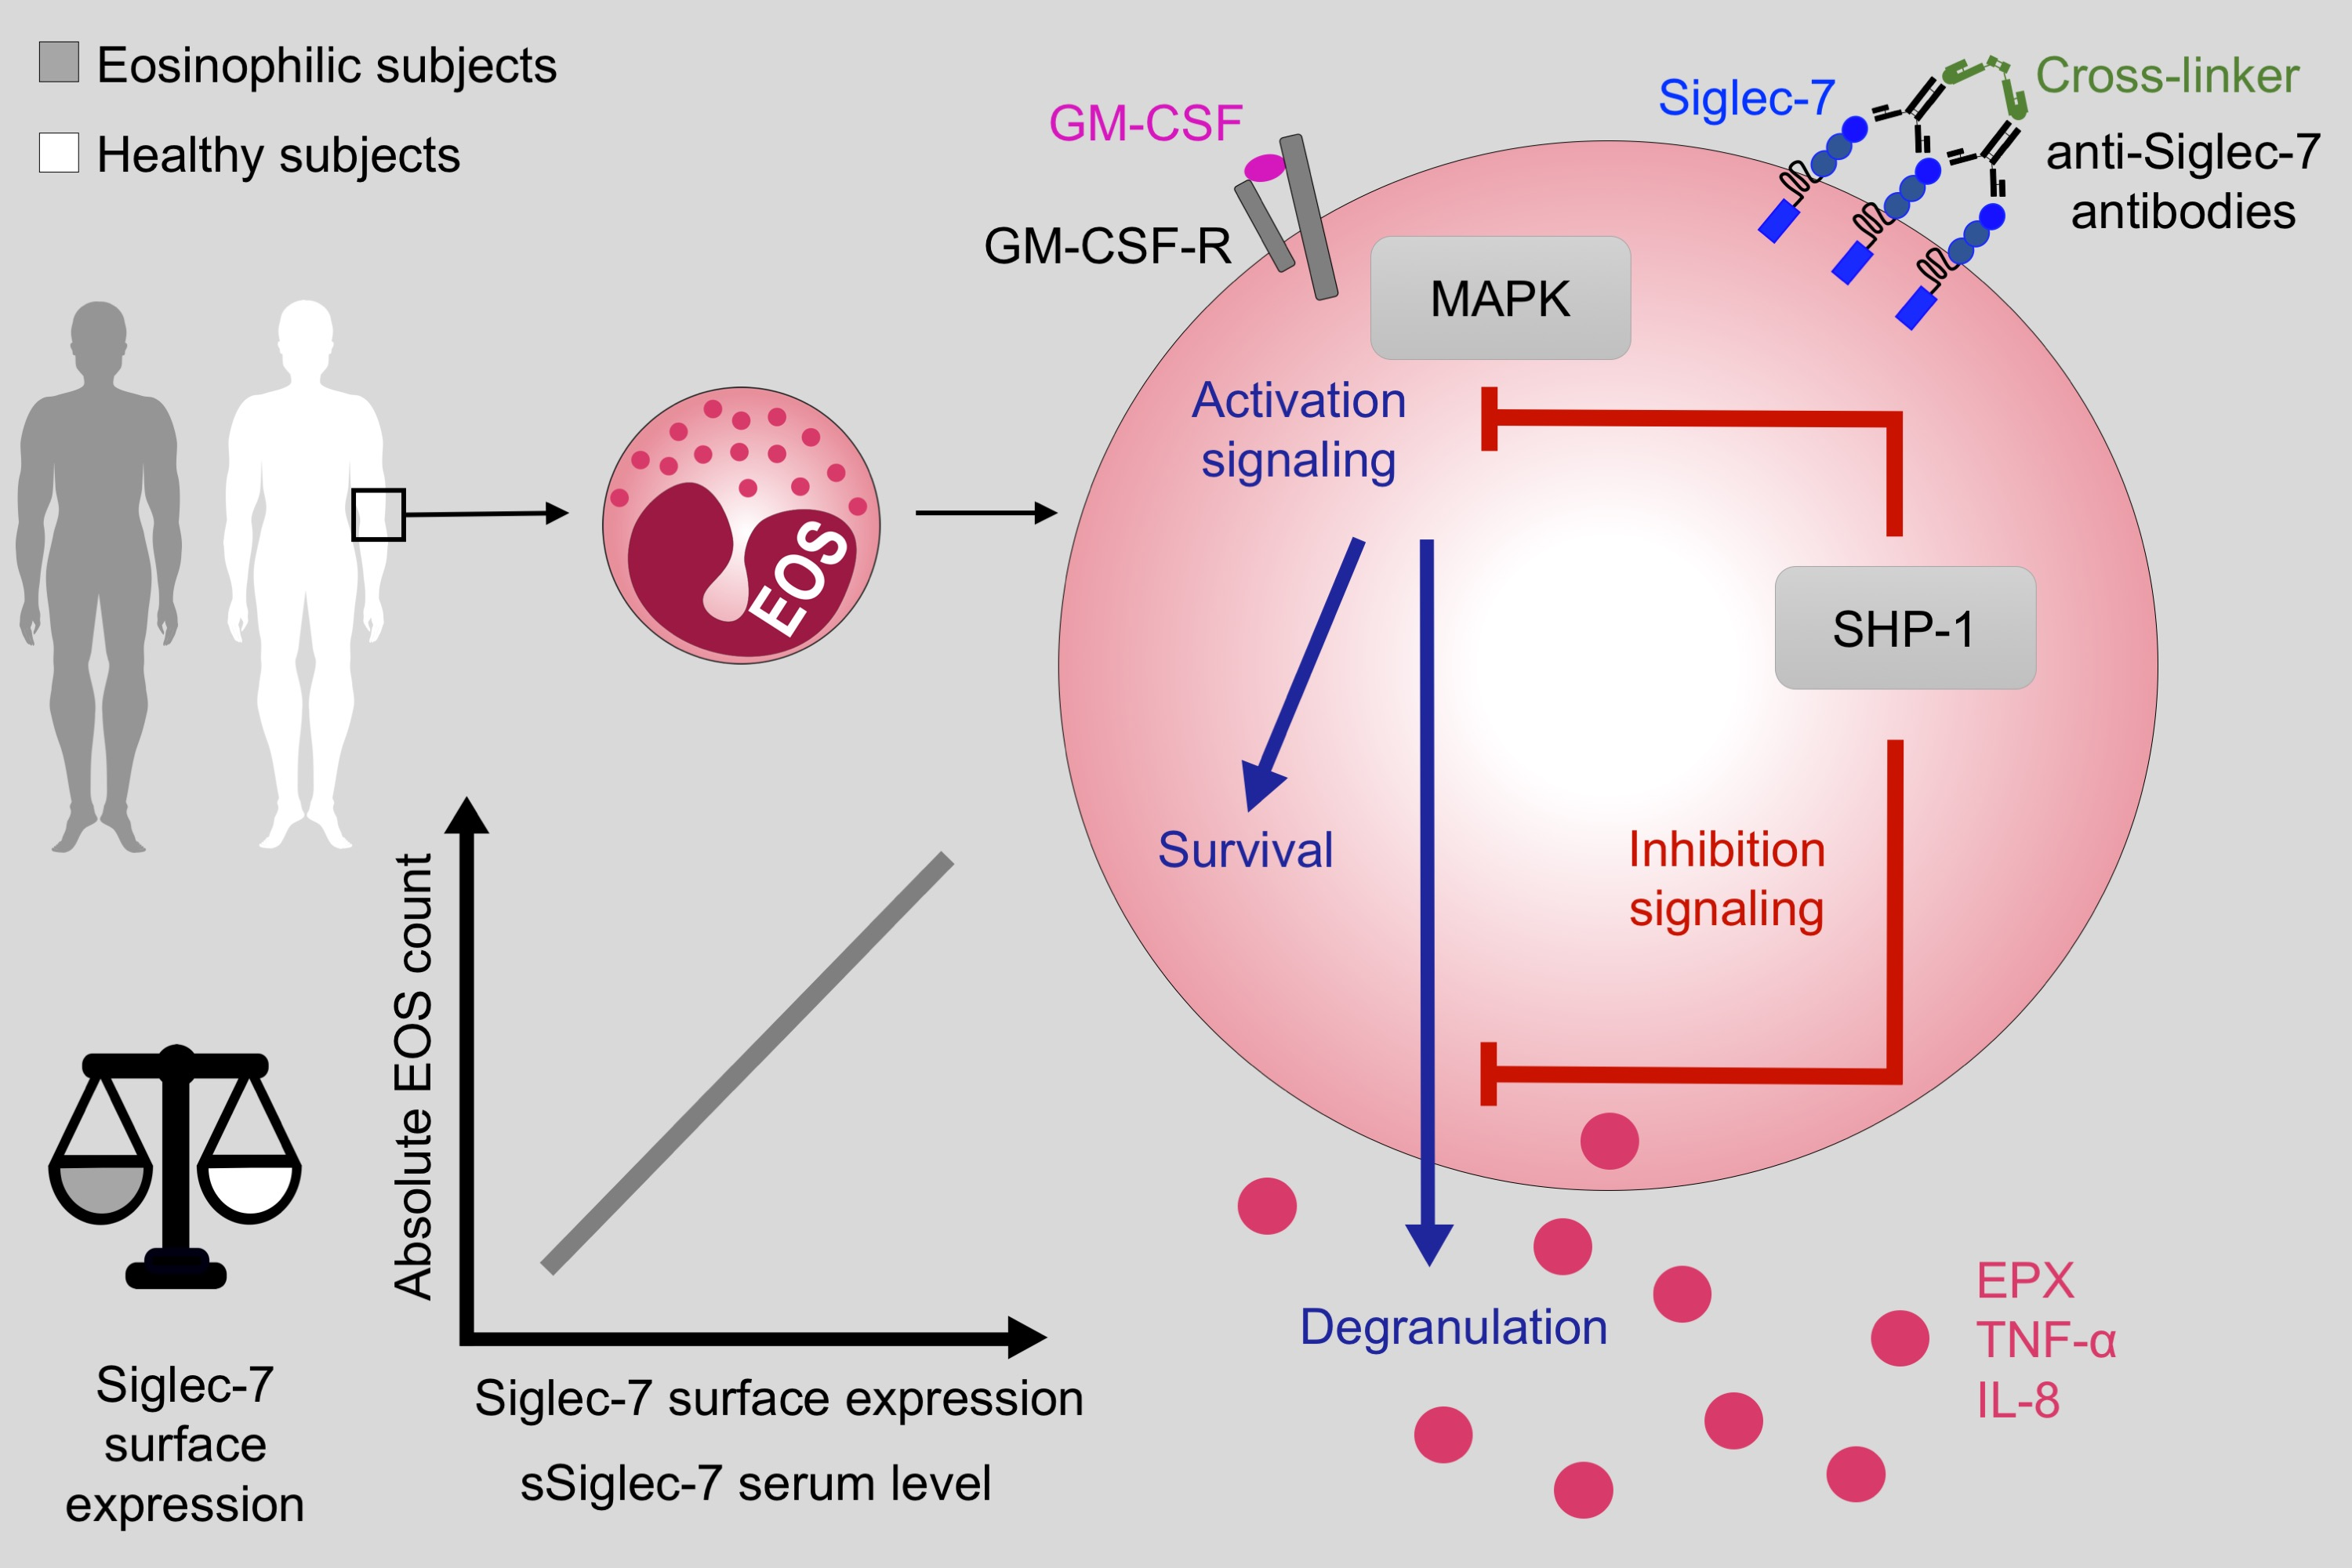 Eosinophilic subjects
Healthy subjects
GM-CSF
GM-CSF-R
Siglec-7
Cross-linker
anti-Siglec-7
antibodies
MAPK
Activation
signaling
EOS
SHP-1
Survival
Inhibition
signaling
Absolute EOS count
Degranulation
EPX
TNF-α
IL-8
Siglec-7
surface
expression
Siglec-7 surface expression
sSiglec-7 serum level